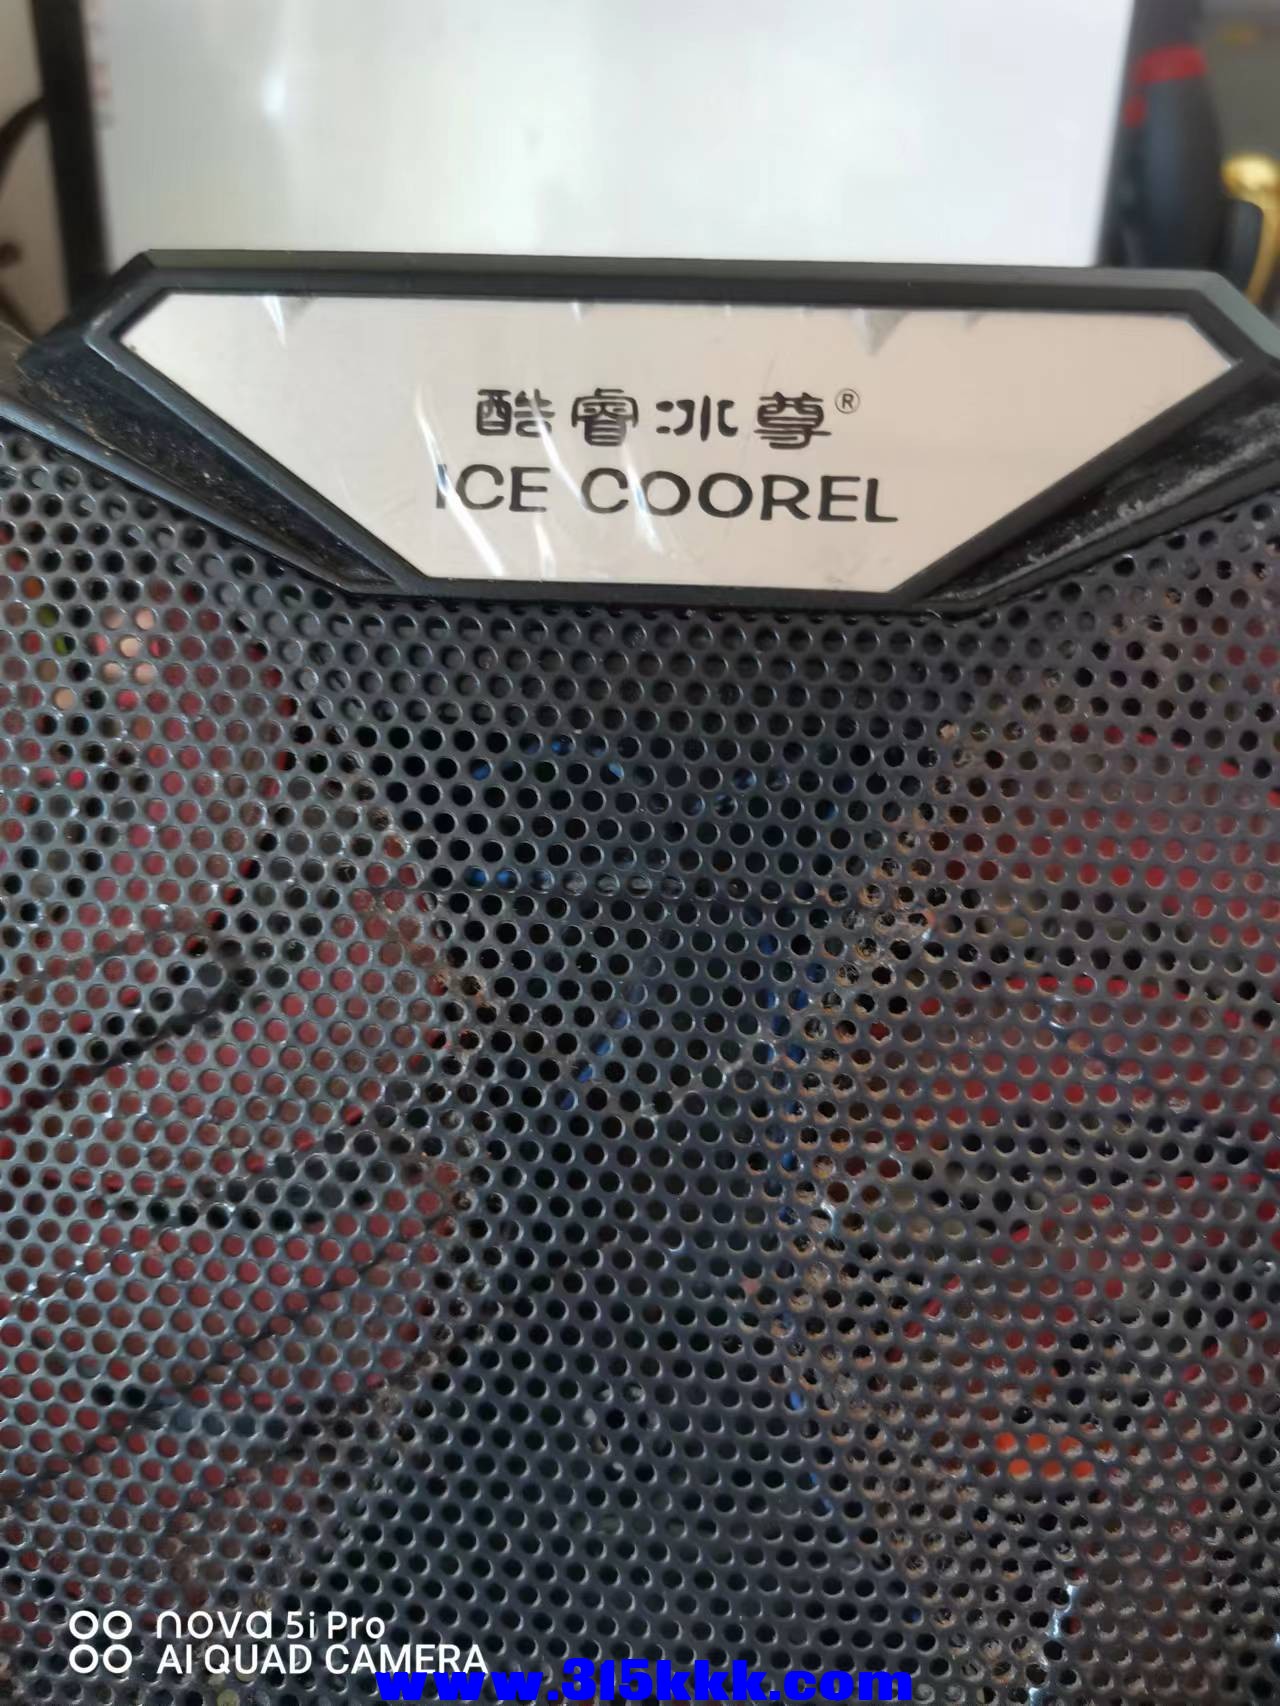 酷睿冰尊®
ICE COOREL
nova 5i Pro
AI QUAD CAMERA
www.315kkk.com